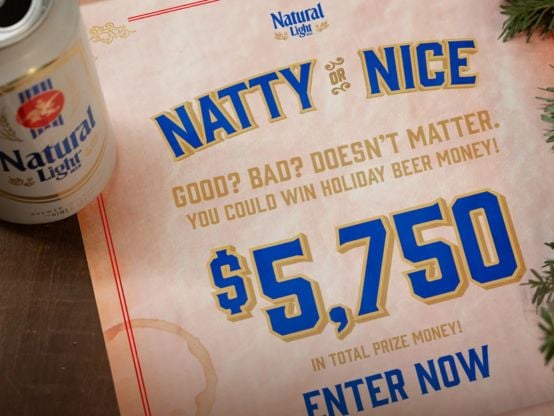 Natural
Light
BEER
NATTY OR NICE
GOOD? BAD? DOESN'T MATTER.
YOU COULD WIN HOLIDAY BEER MONEY!
$5,750
IN TOTAL PRIZE MONEY!
ENTER NOW
Natural
Light